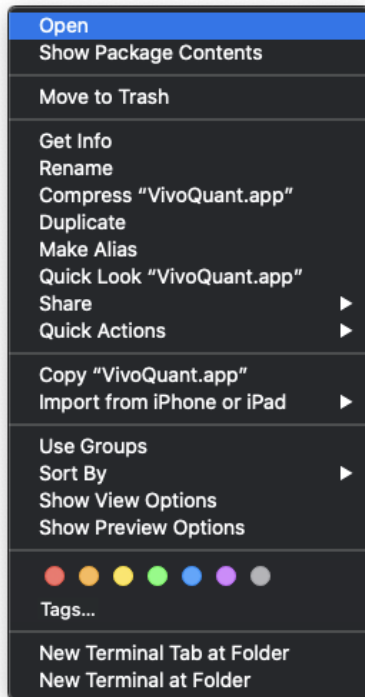 Open
Show Package Contents
Move to Trash
Get Info
Rename
Compress “VivoQuant.app”
Duplicate
Make Alias
Quick Look “VivoQuant.app”
Share
Quick Actions
Copy “VivoQuant.app”
Import from iPhone or iPad
Use Groups
Sort By
Show View Options
Show Preview Options
Tags...
New Terminal Tab at Folder
New Terminal at Folder